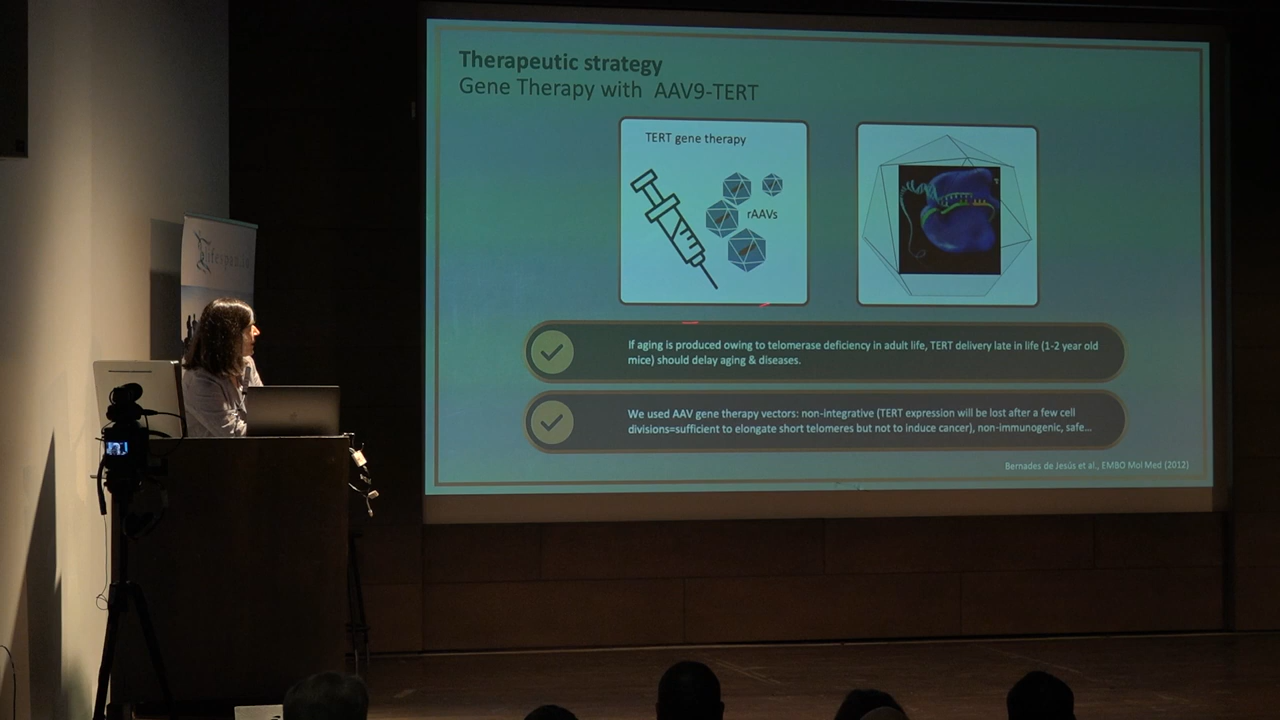 Therapeutic strategy
Gene Therapy with AAV9-TERT
TERT gene therapy
rAAVs
lifespan.io
If aging is produced owing to telomerase deficiency in adult life, TERT delivery late in life (1-2 year old
mice) should delay aging & diseases.
We used AAV gene therapy vectors: non-integrative (TERT expression will be lost after a few cell
divisions=sufficient to elongate short telomeres but not to induce cancer), non-immunogenic, safe...
Bernades de Jesús et al., EMBO Mol Med (2012)